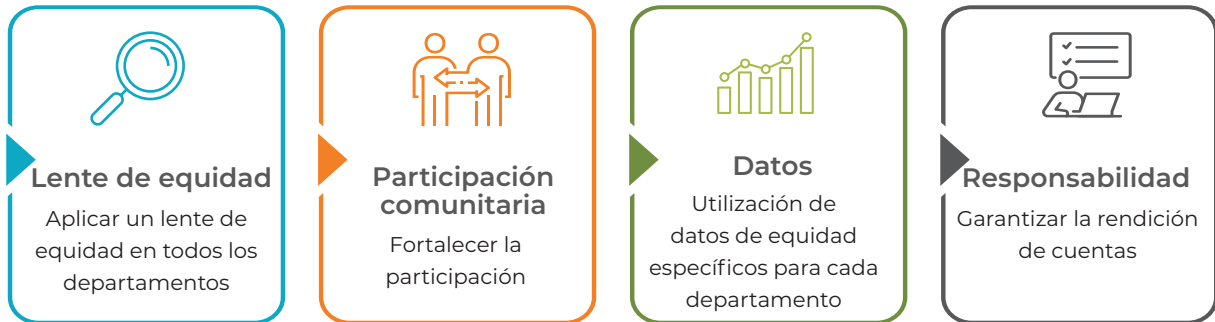 Lente de equidad
Aplicar un lente de
equidad en todos los
departamentos
Participación
comunitaria
Fortalecer la
participación
Datos
Utilización de
datos de equidad
específicos para cada
departamento
Responsabilidad
Garantizar la rendición
de cuentas